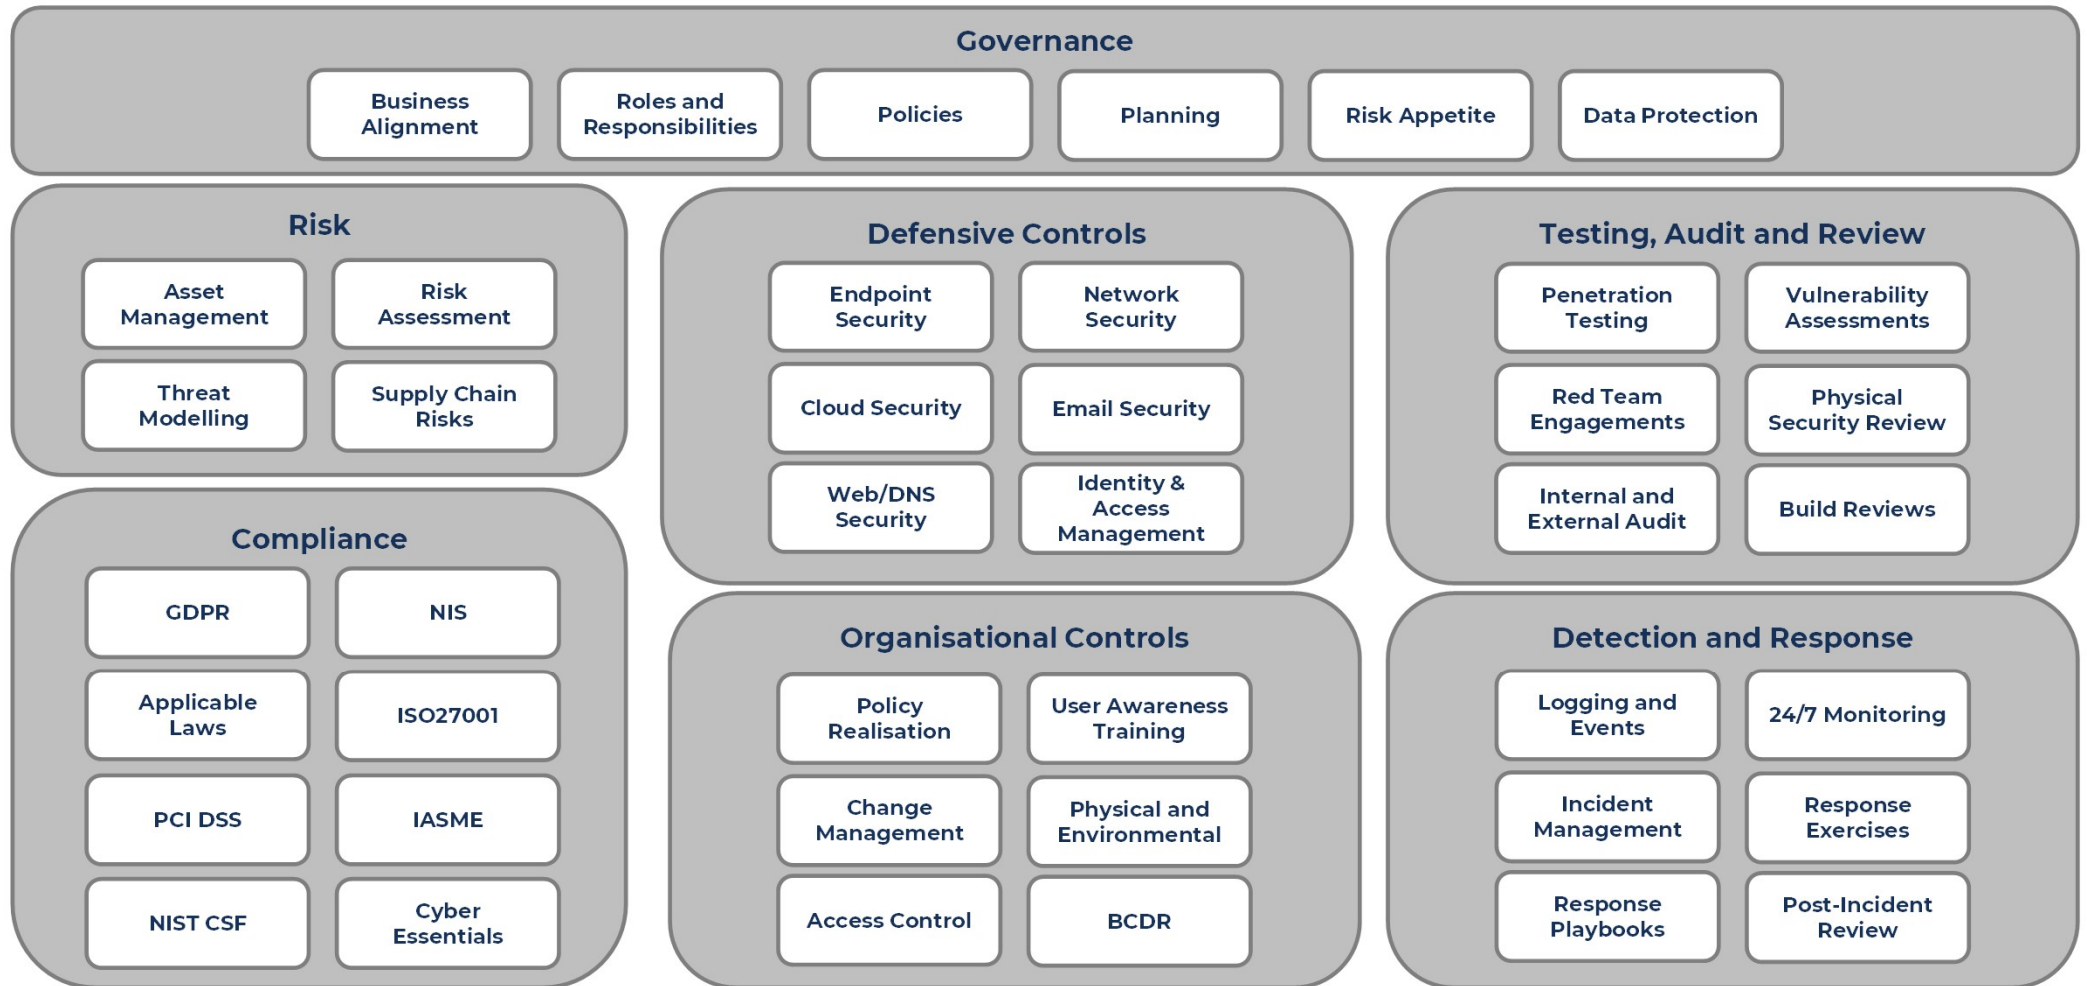 Governance
Business
Alignment
Roles and
Responsibilities
Policies
Planning
Risk Appetite
Data Protection
Risk
Asset
Management
Risk
Assessment
Threat
Modelling
Supply Chain
Risks
Compliance
GDPR
NIS
Applicable
Laws
ISO27001
PCI DSS
IASME
NIST CSF
Cyber
Essentials
Defensive Controls
Endpoint
Security
Network
Security
Cloud Security
Email Security
Web/DNS
Security
Identity &
Access
Management
Organisational Controls
Policy
Realisation
User Awareness
Training
Change
Management
Physical and
Environmental
Access Control
BCDR
Testing, Audit and Review
Penetration
Testing
Vulnerability
Assessments
Red Team
Engagements
Physical
Security Review
Internal and
External Audit
Build Reviews
Detection and Response
Logging and
Events
24/7 Monitoring
Incident
Management
Response
Exercises
Response
Playbooks
Post-Incident
Review